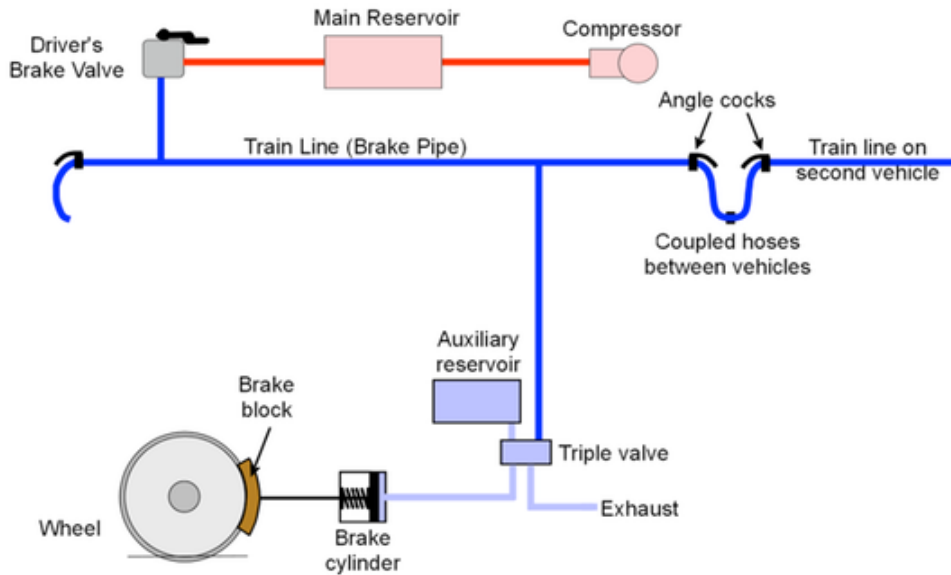 Main Reservoir
Compressor
Driver's
Brake Valve
Angle cocks
Train Line (Brake Pipe)
Train line on
second vehicle
Coupled hoses
between vehicles
Auxiliary
reservoir
Brake
block
Triple valve
Exhaust
Wheel
Brake
cylinder